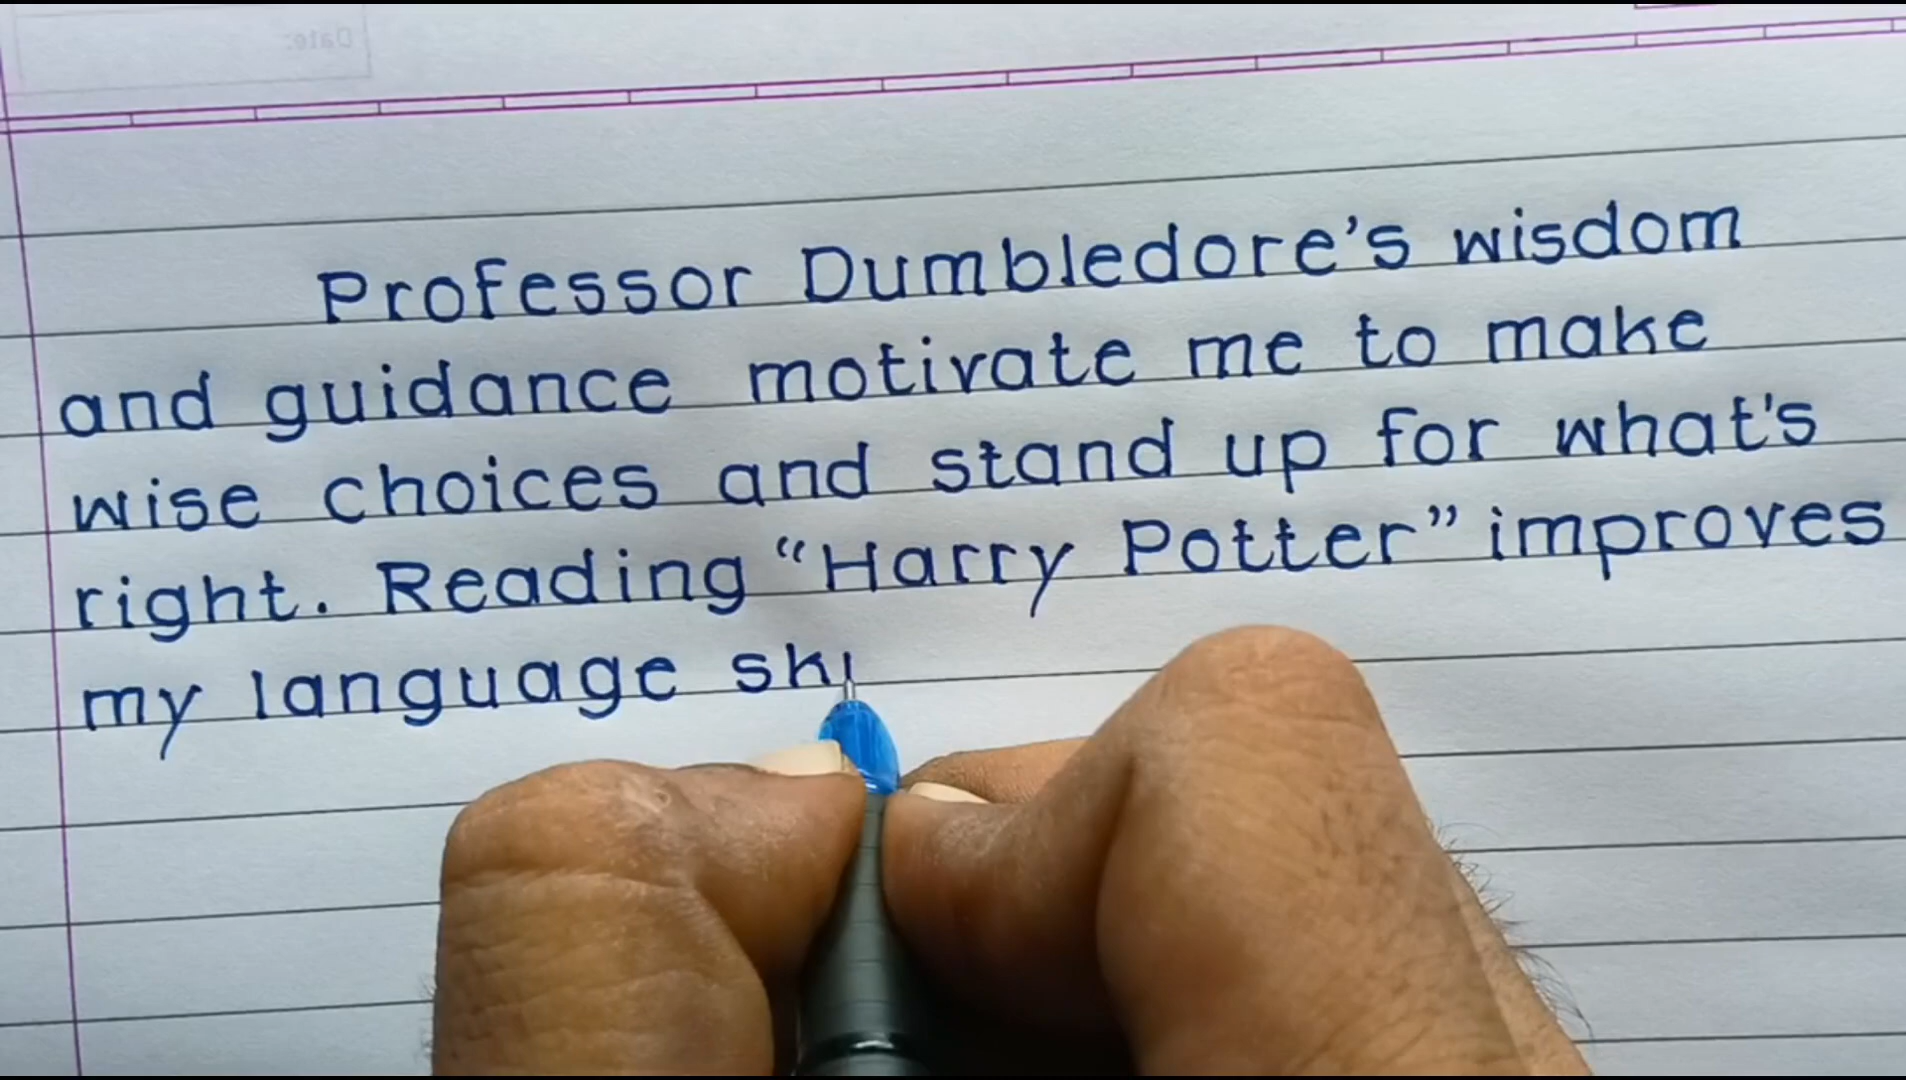 Professor Dumbledore's wisdom
and guidance motivate me to make
wise choices and stand up for what's
right. Reading “Harry Potter” improves
my language ski